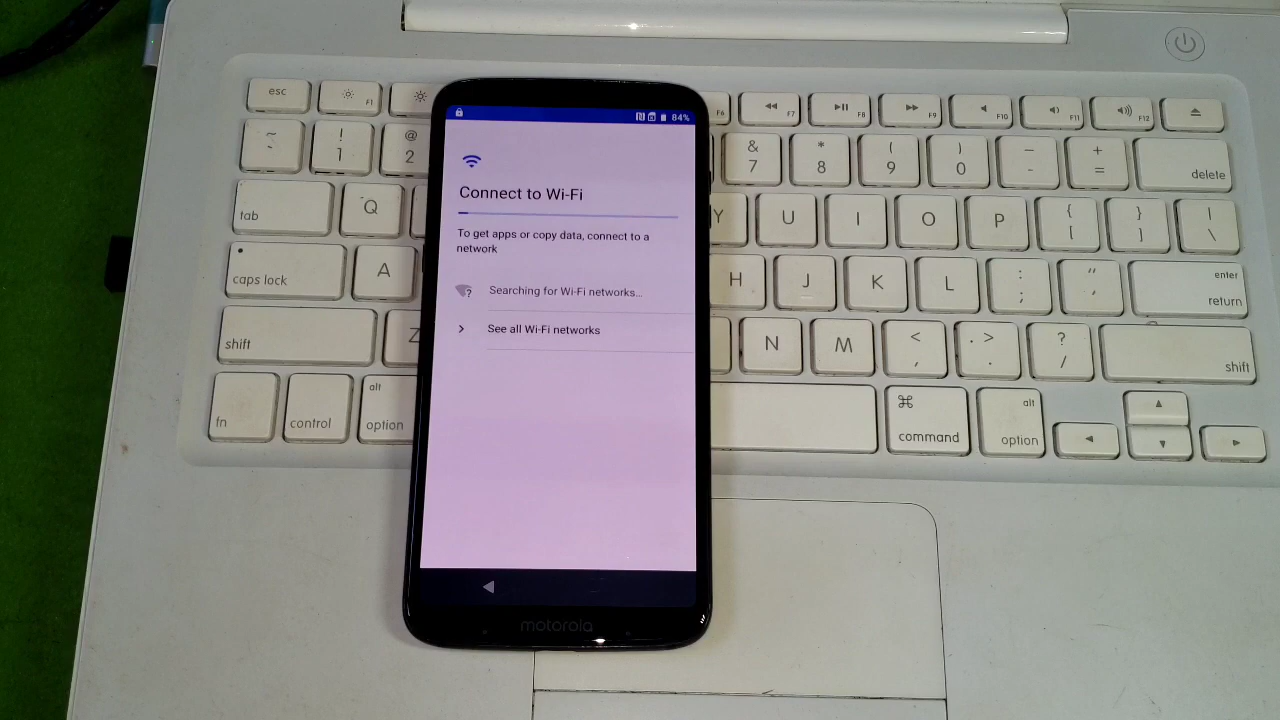 esc
F1
F6
F7
F8
F9
F10
F11
F12
~
! 1
@ 2
& 7
* 8
( 9
) 0
— -
+ =
delete
tab
Q
Y
U
I
O
P
{ [
} ]
| \
caps lock
A
H
J
K
L
: ;
" '
enter
return
shift
Z
N
M
< ,
> .
? /
shift
fn
control
alt
option
⌘
command
alt
option
84%
Connect to Wi-Fi
To get apps or copy data, connect to a
network
Searching for Wi-Fi networks...
See all Wi-Fi networks
motorola